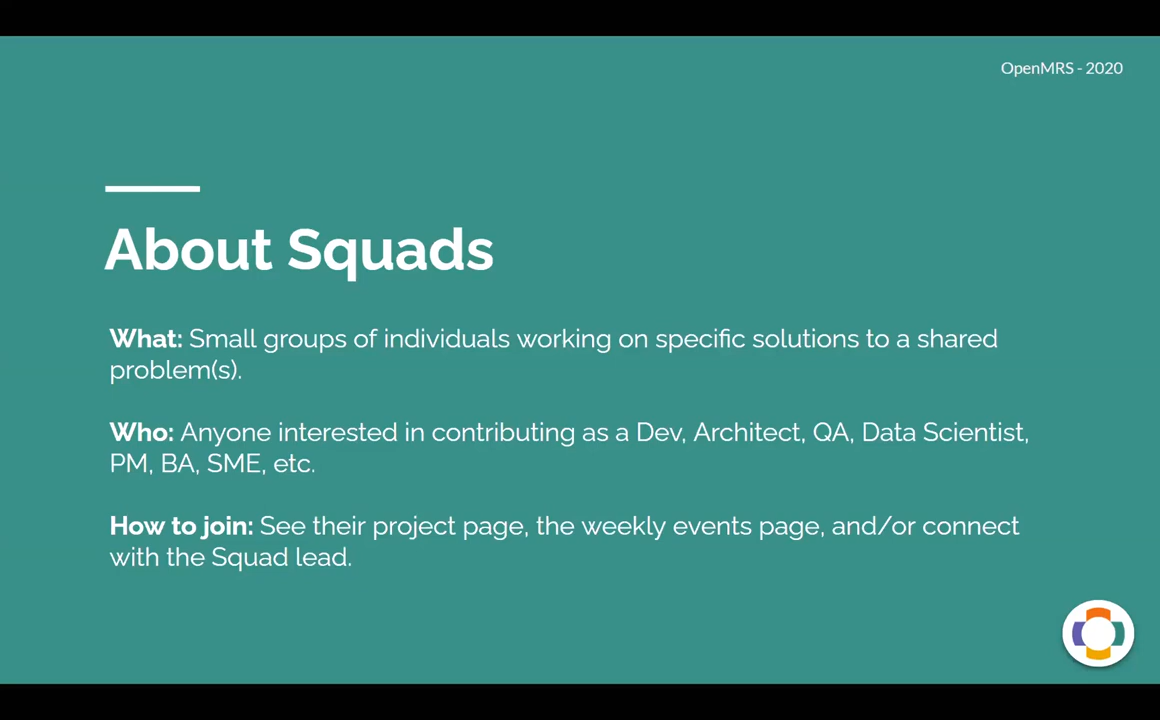 OpenMRS - 2020
About Squads
What: Small groups of individuals working on specific solutions to a shared
problem(s).
Who: Anyone interested in contributing as a Dev, Architect, QA, Data Scientist,
PM, BA, SME, etc.
How to join: See their project page, the weekly events page, and/or connect
with the Squad lead.